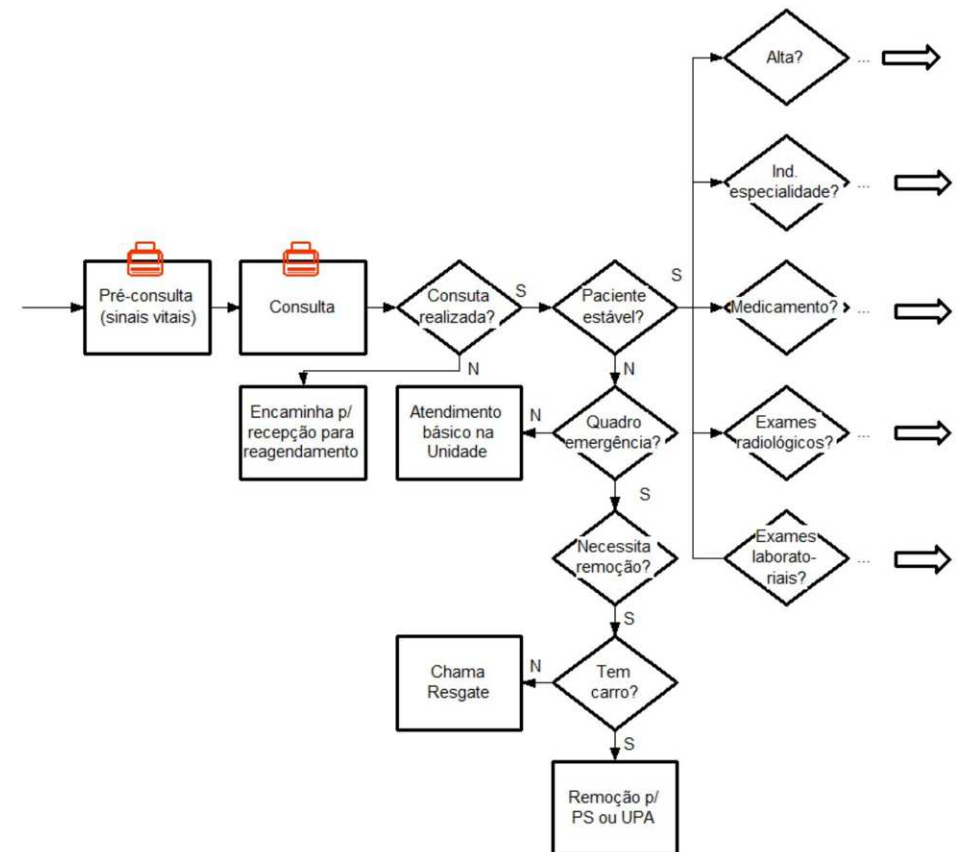 Alta?
...
Ind.
especialidade?
...
Pré-consulta
(sinais vitais)
Consulta
Consuta
realizada?
S
Paciente
estável?
S
Medicamento?
...
N
N
Encaminha p/
recepção para
reagendamento
Atendimento
básico na
Unidade
N
Quadro
emergência?
Exames
radiológicos?
...
S
Necessita
remoção?
Exames
laborato-
riais?
...
S
Chama
Resgate
N
Tem
carro?
S
Remoção p/
PS ou UPA